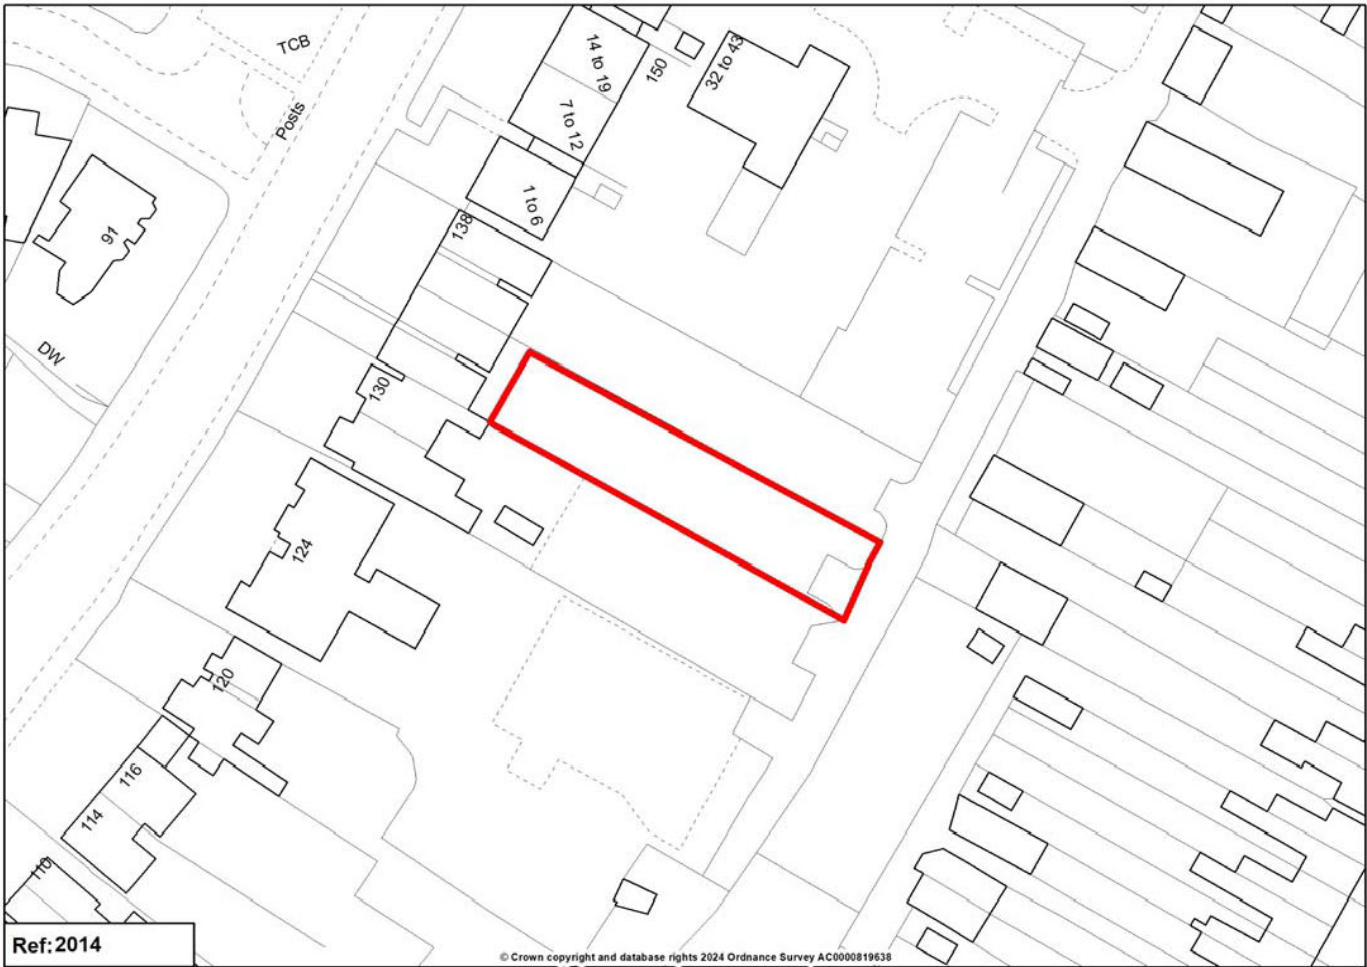 TCB
Posts
14 to 19
7 to 12
1 to 6
150
32 to 43
138
91
DW
130
124
120
116
114
110
Ref:2014
© Crown copyright and database rights 2024 Ordnance Survey AC0000819638